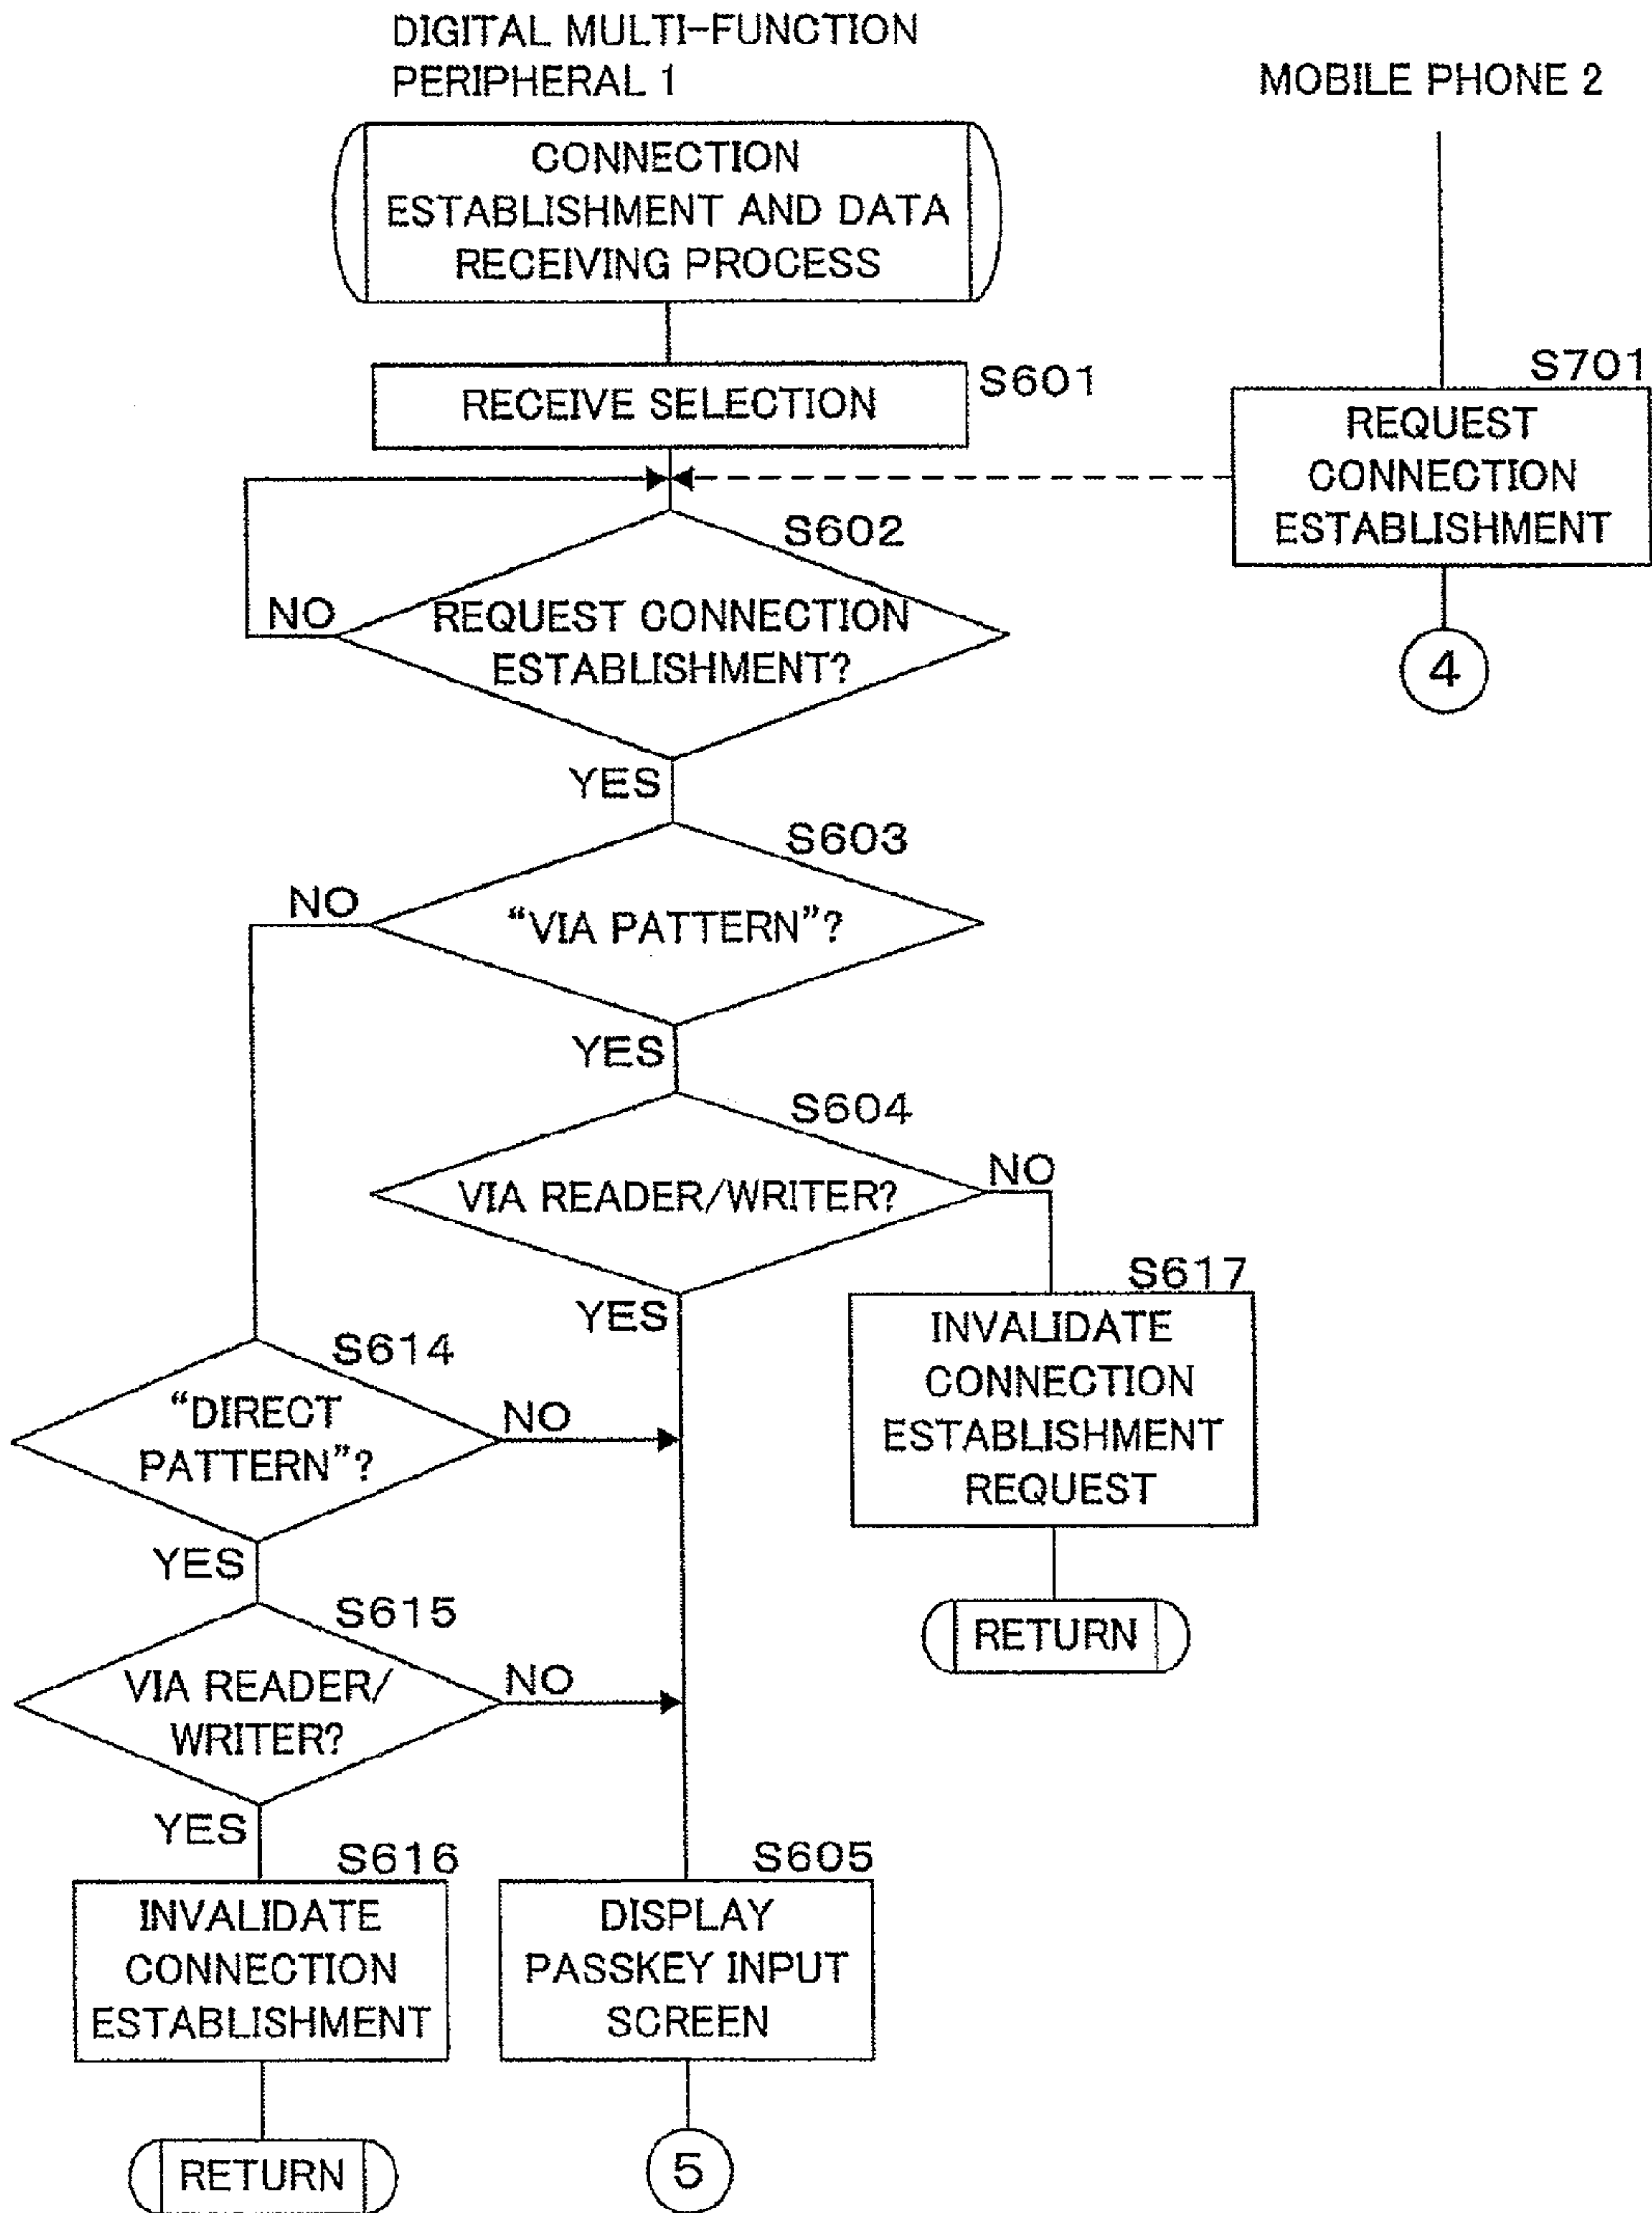 DIGITAL MULTI-FUNCTION
PERIPHERAL 1
MOBILE PHONE 2
CONNECTION
ESTABLISHMENT AND DATA
RECEIVING PROCESS
S601
RECEIVE SELECTION
S701
REQUEST
CONNECTION
ESTABLISHMENT
4
S602
NO
REQUEST CONNECTION
ESTABLISHMENT?
YES
S603
NO
“VIA PATTERN”?
YES
S604
NO
VIA READER/WRITER?
YES
S617
INVALIDATE
CONNECTION
ESTABLISHMENT
REQUEST
RETURN
S614
“DIRECT
PATTERN”?
NO
YES
S615
VIA READER/
WRITER?
NO
YES
S616
INVALIDATE
CONNECTION
ESTABLISHMENT
RETURN
S605
DISPLAY
PASSKEY INPUT
SCREEN
5